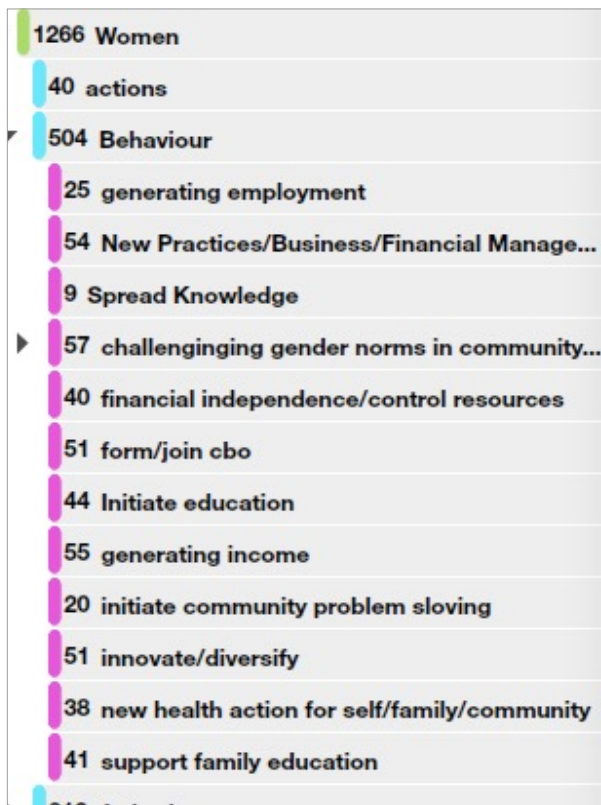 1266 Women
40 actions
504 Behaviour
25 generating employment
54 New Practices/Business/Financial Manage...
9 Spread Knowledge
57 challenginging gender norms in community...
40 financial independence/control resources
51 form/join cbo
44 Initiate education
55 generating income
20 initiate community problem sloving
51 innovate/diversify
38 new health action for self/family/community
41 support family education